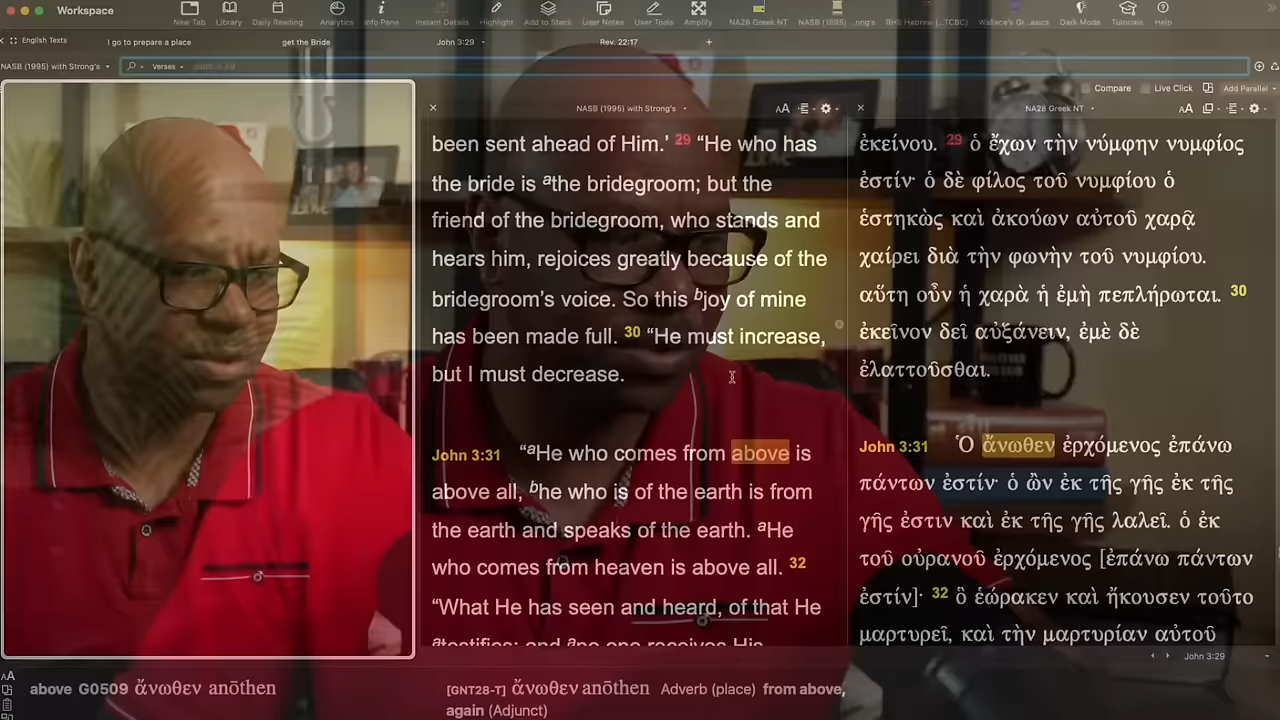 Workspace
New Tab
Library
Daily Reading
Analytics
Info Pane
Instant Details
Highlight
Add to Stack
User Notes
User Tools
Amplify
NA28 Greek NT
NASB (1995) ...ng's
BHS Hebrew (...TCBC)
Wallace's Gr...asics
Dark Mode
Tutorials
Help
English Texts
I go to prepare a place
get the Bride
John 3:29
Rev. 22:17
NASB (1995) with Strong's
Verses
Compare
Live Click
Add Parallel
NASB (1995) with Strong's
been sent ahead of Him.’ 29 “He who has
the bride is athe bridegroom; but the
friend of the bridegroom, who stands and
hears him, rejoices greatly because of the
bridegroom’s voice. So this bjoy of mine
has been made full. 30 “He must increase,
but I must decrease.
John 3:31 “aHe who comes from above is
above all, bhe who is of the earth is from
the earth and speaks of the earth. aHe
who comes from heaven is above all. 32
“What He has seen and heard, of that He
atestifies; and ano one receives His
NA28 Greek NT
ἐκείνου. 29 ὁ ἔχων τὴν νύμφην νυμφίος
ἐστίν· ὁ δὲ φίλος τοῦ νυμφίου ὁ
ἑστηκὼς καὶ ἀκούων αὐτοῦ χαρᾷ
χαίρει διὰ τὴν φωνὴν τοῦ νυμφίου.
αὕτη οὖν ἡ χαρὰ ἡ ἐμὴ πεπλήρωται. 30
ἐκεῖνον δεῖ αὐξάνειν, ἐμὲ δὲ
ἐλαττοῦσθαι.
John 3:31 Ὁ ἄνωθεν ἐρχόμενος ἐπάνω
πάντων ἐστίν· ὁ ὢν ἐκ τῆς γῆς ἐκ τῆς
γῆς ἐστιν καὶ ἐκ τῆς γῆς λαλεῖ. ὁ ἐκ
τοῦ οὐρανοῦ ἐρχόμενος [ἐπάνω πάντων
ἐστίν]· 32 ὃ ἑώρακεν καὶ ἤκουσεν τοῦτο
μαρτυρεῖ, καὶ τὴν μαρτυρίαν αὐτοῦ
John 3:29
above G0509 ἄνωθεν anōthen
[GNT28-T] ἄνωθεν anōthen Adverb (place) from above,
again (Adjunct)